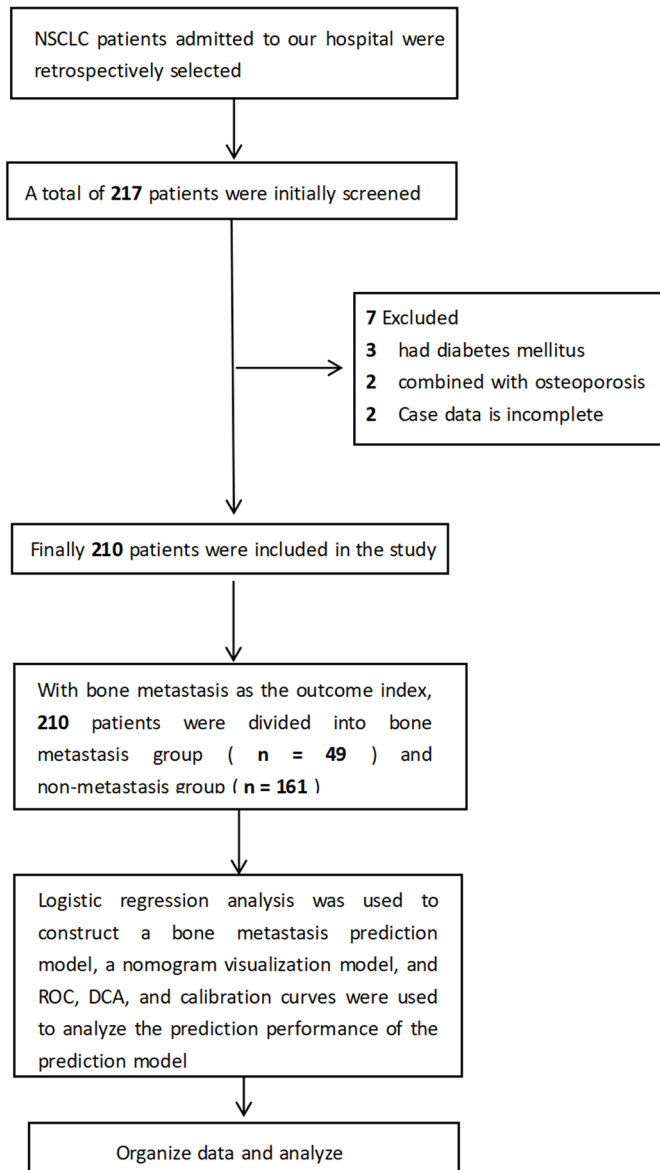 NSCLC patients admitted to our hospital were
retrospectively selected
A total of 217 patients were initially screened
7 Excluded
3 had diabetes mellitus
2 combined with osteoporosis
2 Case data is incomplete
Finally 210 patients were included in the study
With bone metastasis as the outcome index,
210 patients were divided into bone
metastasis group ( n = 49 ) and
non-metastasis group ( n = 161 )
Logistic regression analysis was used to
construct a bone metastasis prediction
model, a nomogram visualization model, and
ROC, DCA, and calibration curves were used
to analyze the prediction performance of the
prediction model
Organize data and analyze